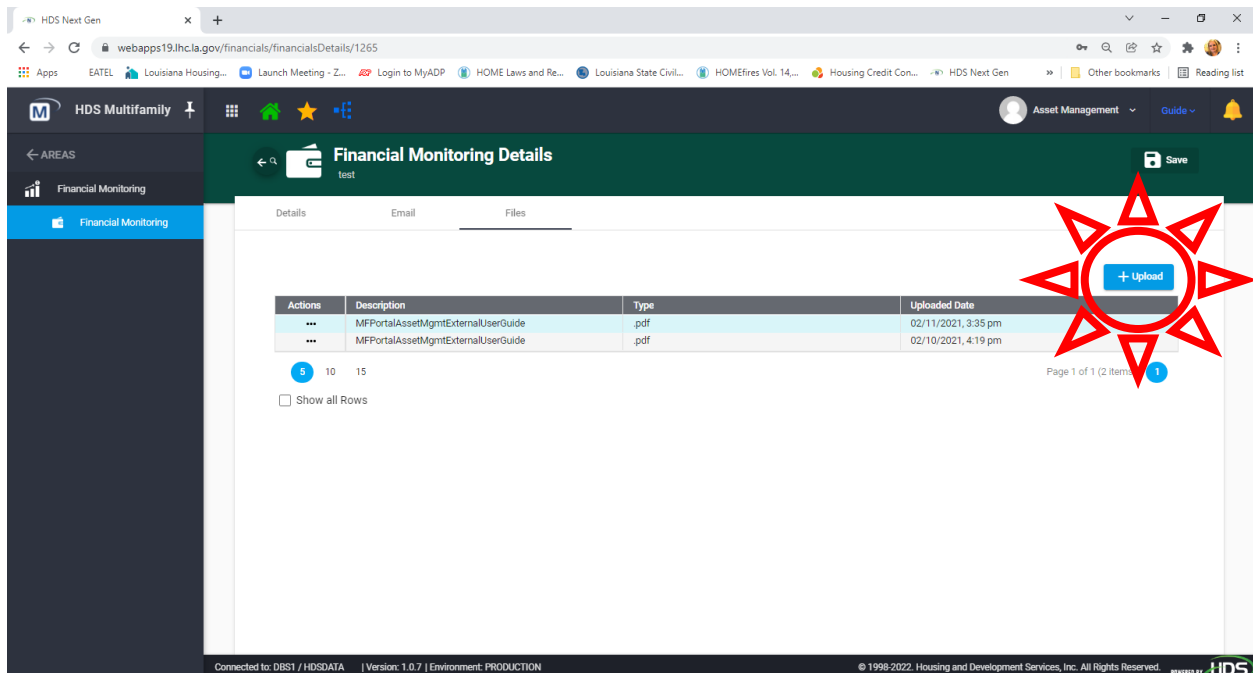 HDS Next Gen
webapps19.lhc.la.gov/financials/financialsDetails/1265
Apps EATEL Louisiana Housing... Launch Meeting - Z... Login to MyADP HOME Laws and Re... Louisiana State Civil... HOMEfires Vol. 14,... Housing Credit Con... HDS Next Gen » Other bookmarks Reading list
M HDS Multifamily Asset Management Guide
AREAS
Financial Monitoring Details
test
Save
Financial Monitoring
Financial Monitoring
Details Email Files
+ Upload
Actions Description Type Uploaded Date
... MFPortalAssetMgmtExternalUserGuide .pdf 02/11/2021, 3:35 pm
... MFPortalAssetMgmtExternalUserGuide .pdf 02/10/2021, 4:19 pm
5 10 15 Page 1 of 1 (2 items 1
Show all Rows
Connected to: DBS1 / HDSDATA | Version: 1.0.7 | Environment: PRODUCTION © 1998-2022. Housing and Development Services, Inc. All Rights Reserved. POWERED BY HDS